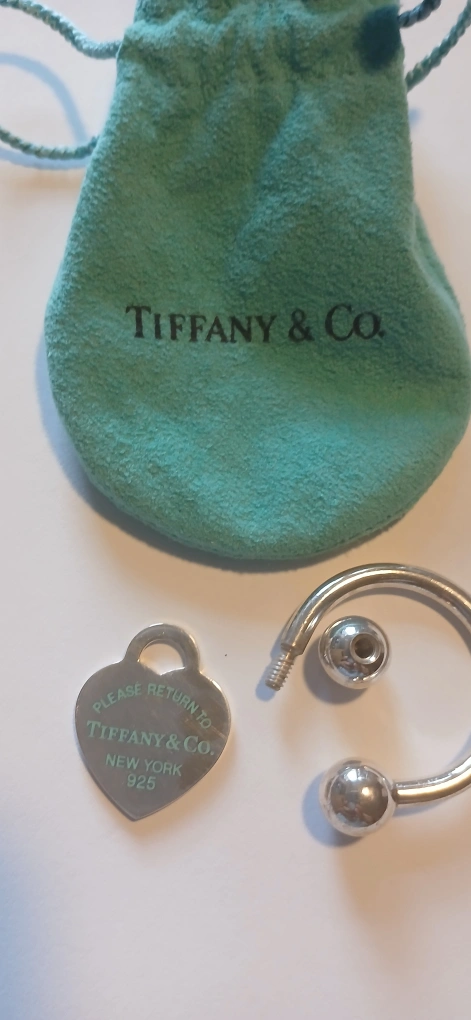 TIFFANY & CO.
PLEASE RETURN TO
TIFFANY & CO.
NEW YORK
925